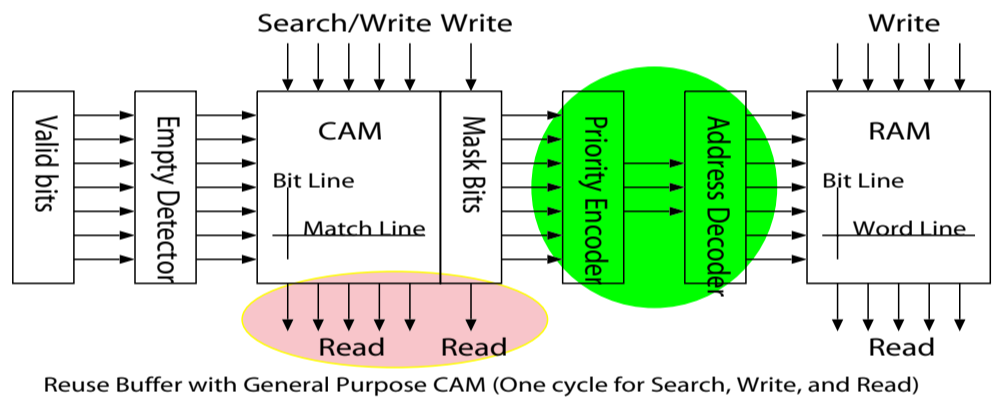 Search/Write Write
Write
Valid bits
Empty Detector
CAM
Mask Bits
Priority Encoder
Address Decoder
RAM
Bit Line
Match Line
Bit Line
Word Line
Read
Read
Read
Reuse Buffer with General Purpose CAM (One cycle for Search, Write, and Read)